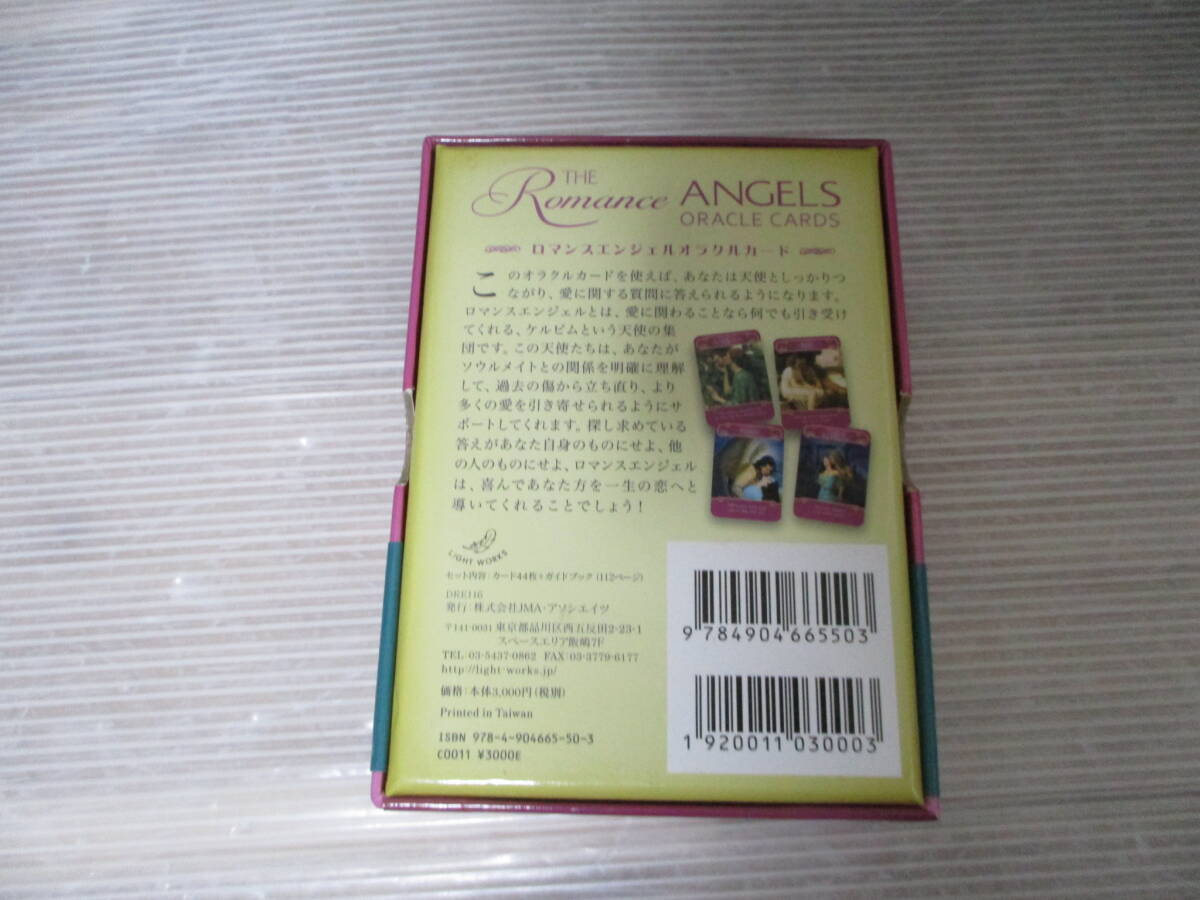 THE
Romance ANGELS
ORACLE CARDS
ロマンスエンジェルオラクルカード
このオラクルカードを使えば、あなたは天使としっかりつ
ながり、愛に関する質問に答えられるようになります。
ロマンスエンジェルとは、愛に関わることなら何でも引き受け
てくれる、ケルビムという天使の集
団です。この天使たちは、あなたが
ソウルメイトとの関係を明確に理解
して、過去の傷から立ち直り、より
多くの愛を引き寄せられるようにサ
ポートしてくれます。探し求めている
答えがあなた自身のものにせよ、他
の人のものにせよ、ロマンスエンジェル
は、喜んであなた方を一生の恋へと
導いてくれることでしょう！
LIGHT WORKS
セット内容：カード44枚＋ガイドブック（112ページ）
DREI16
発行：株式会社JMA・アソシエイツ
〒141-0031 東京都品川区西五反田2-23-1
スペースエリア飯嶋7F
TEL 03-5437-0862 FAX:03-3779-6177
http://light-works.jp/
価格：本体3,000円（税別）
Printed in Taiwan
ISBN 978-4-904665-50-3
C0011 ¥3000E
9 784904 665503
1 920011 030003